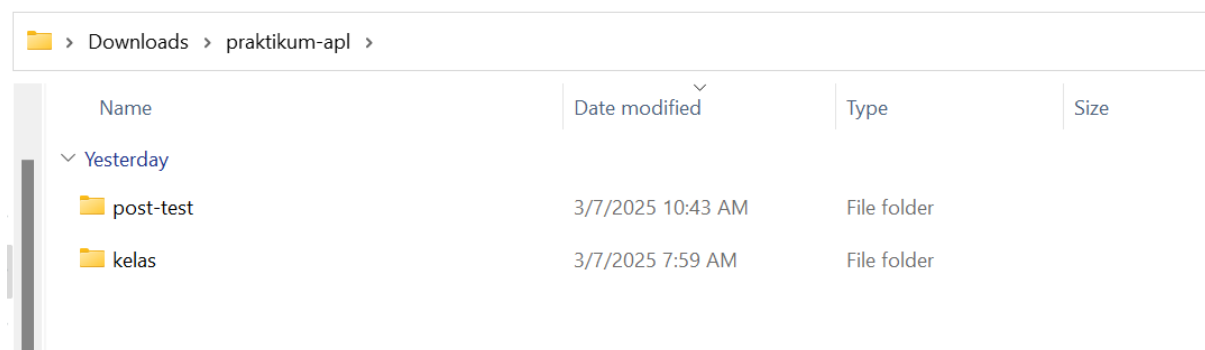 Downloads > praktikum-apl >
Name Date modified Type Size
Yesterday
post-test 3/7/2025 10:43 AM File folder
kelas 3/7/2025 7:59 AM File folder